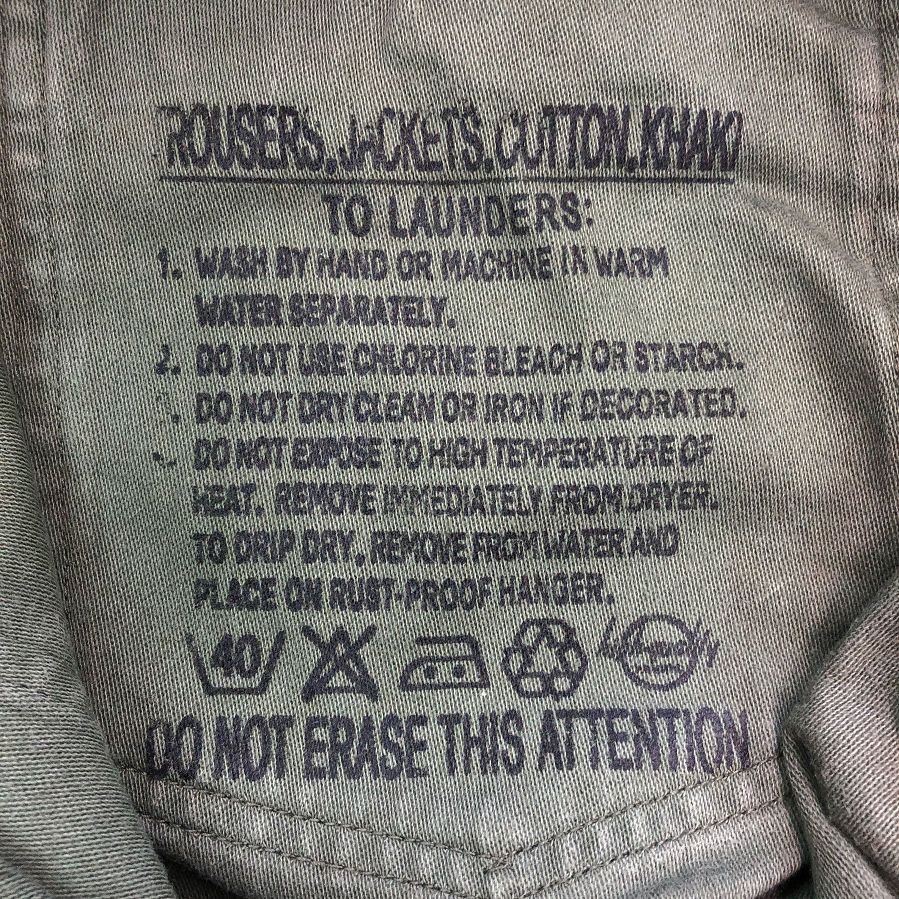 TROUSERS, JACKETS, COTTON, KHAKI
TO LAUNDERS:
1. WASH BY HAND OR MACHINE IN WARM
WATER SEPARATELY.
2. DO NOT USE CHLORINE BLEACH OR STARCH.
. DO NOT DRY CLEAN OR IRON IF DECORATED.
DO NOT EXPOSE TO HIGH TEMPERATURE OF
HEAT. REMOVE IMMEDIATELY FROM DRYER.
TO DRIP DRY, REMOVE FROM WATER AND
PLACE ON RUST-PROOF HANGER.
40 high quality
DO NOT ERASE THIS ATTENTION